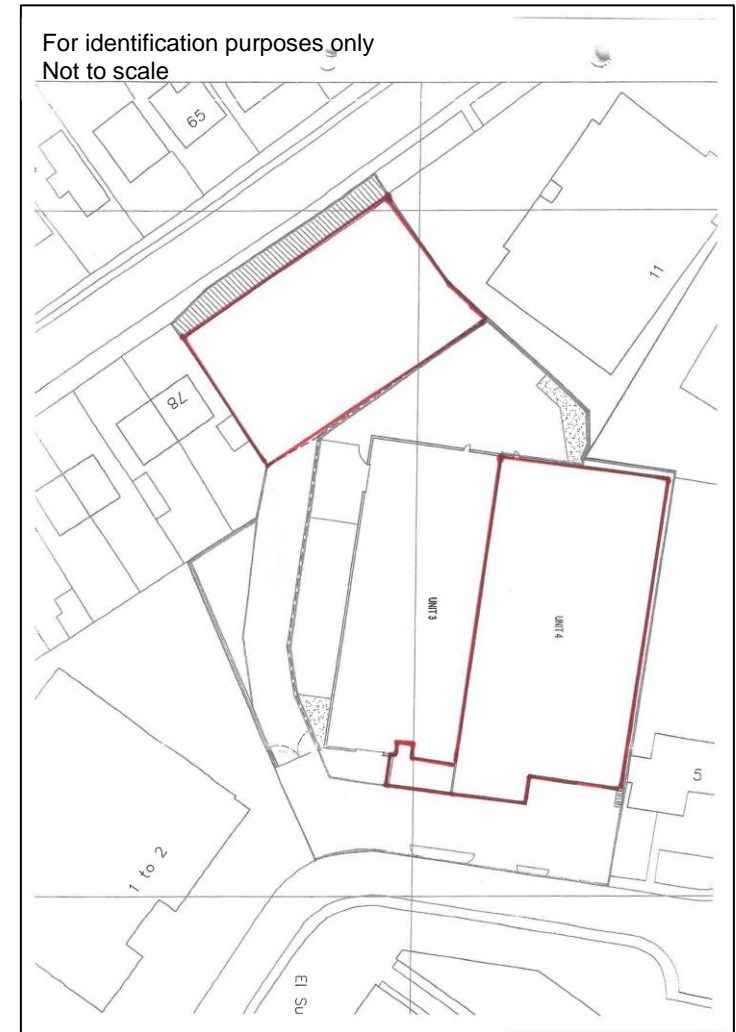 For identification purposes only
Not to scale
65
11
78
UNIT 3
UNIT 4
5
1 to 2
El Su